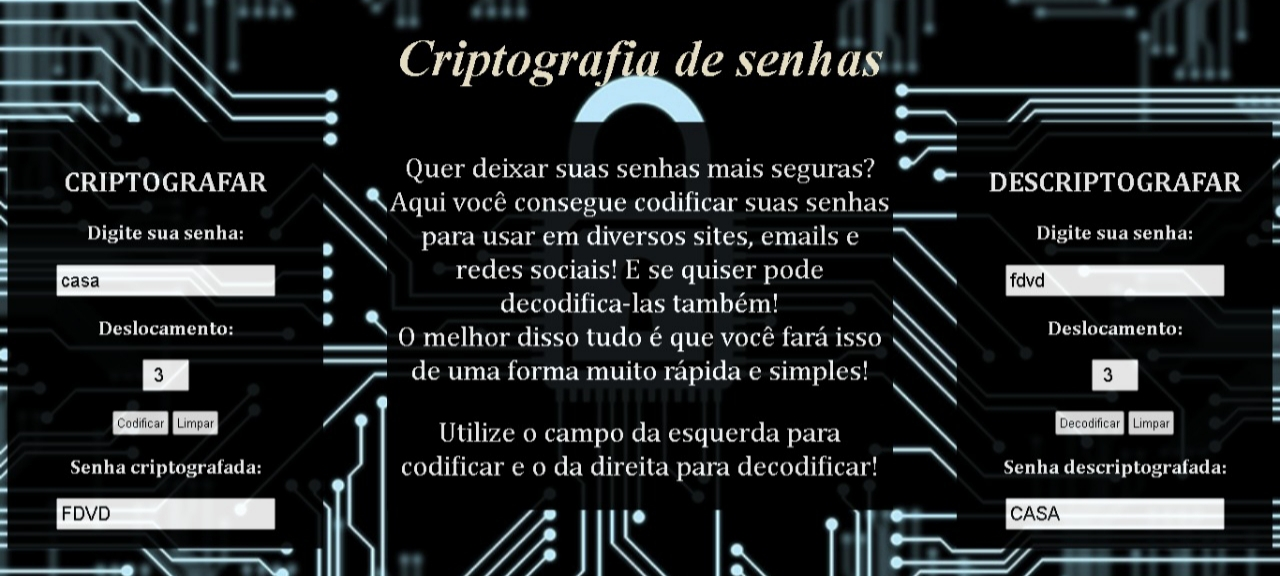 Criptografia de senhas
CRIPTOGRAFAR
Digite sua senha:
casa
Deslocamento:
3
Codificar Limpar
Senha criptografada:
FDVD
Quer deixar suas senhas mais seguras?
Aqui você consegue codificar suas senhas
para usar em diversos sites, emails e
redes sociais! E se quiser pode
decodifica-las também!
O melhor disso tudo é que você fará isso
de uma forma muito rápida e simples!
Utilize o campo da esquerda para
codificar e o da direita para decodificar!
DESCRIPTOGRAFAR
Digite sua senha:
fdvd
Deslocamento:
3
Decodificar Limpar
Senha descriptografada:
CASA